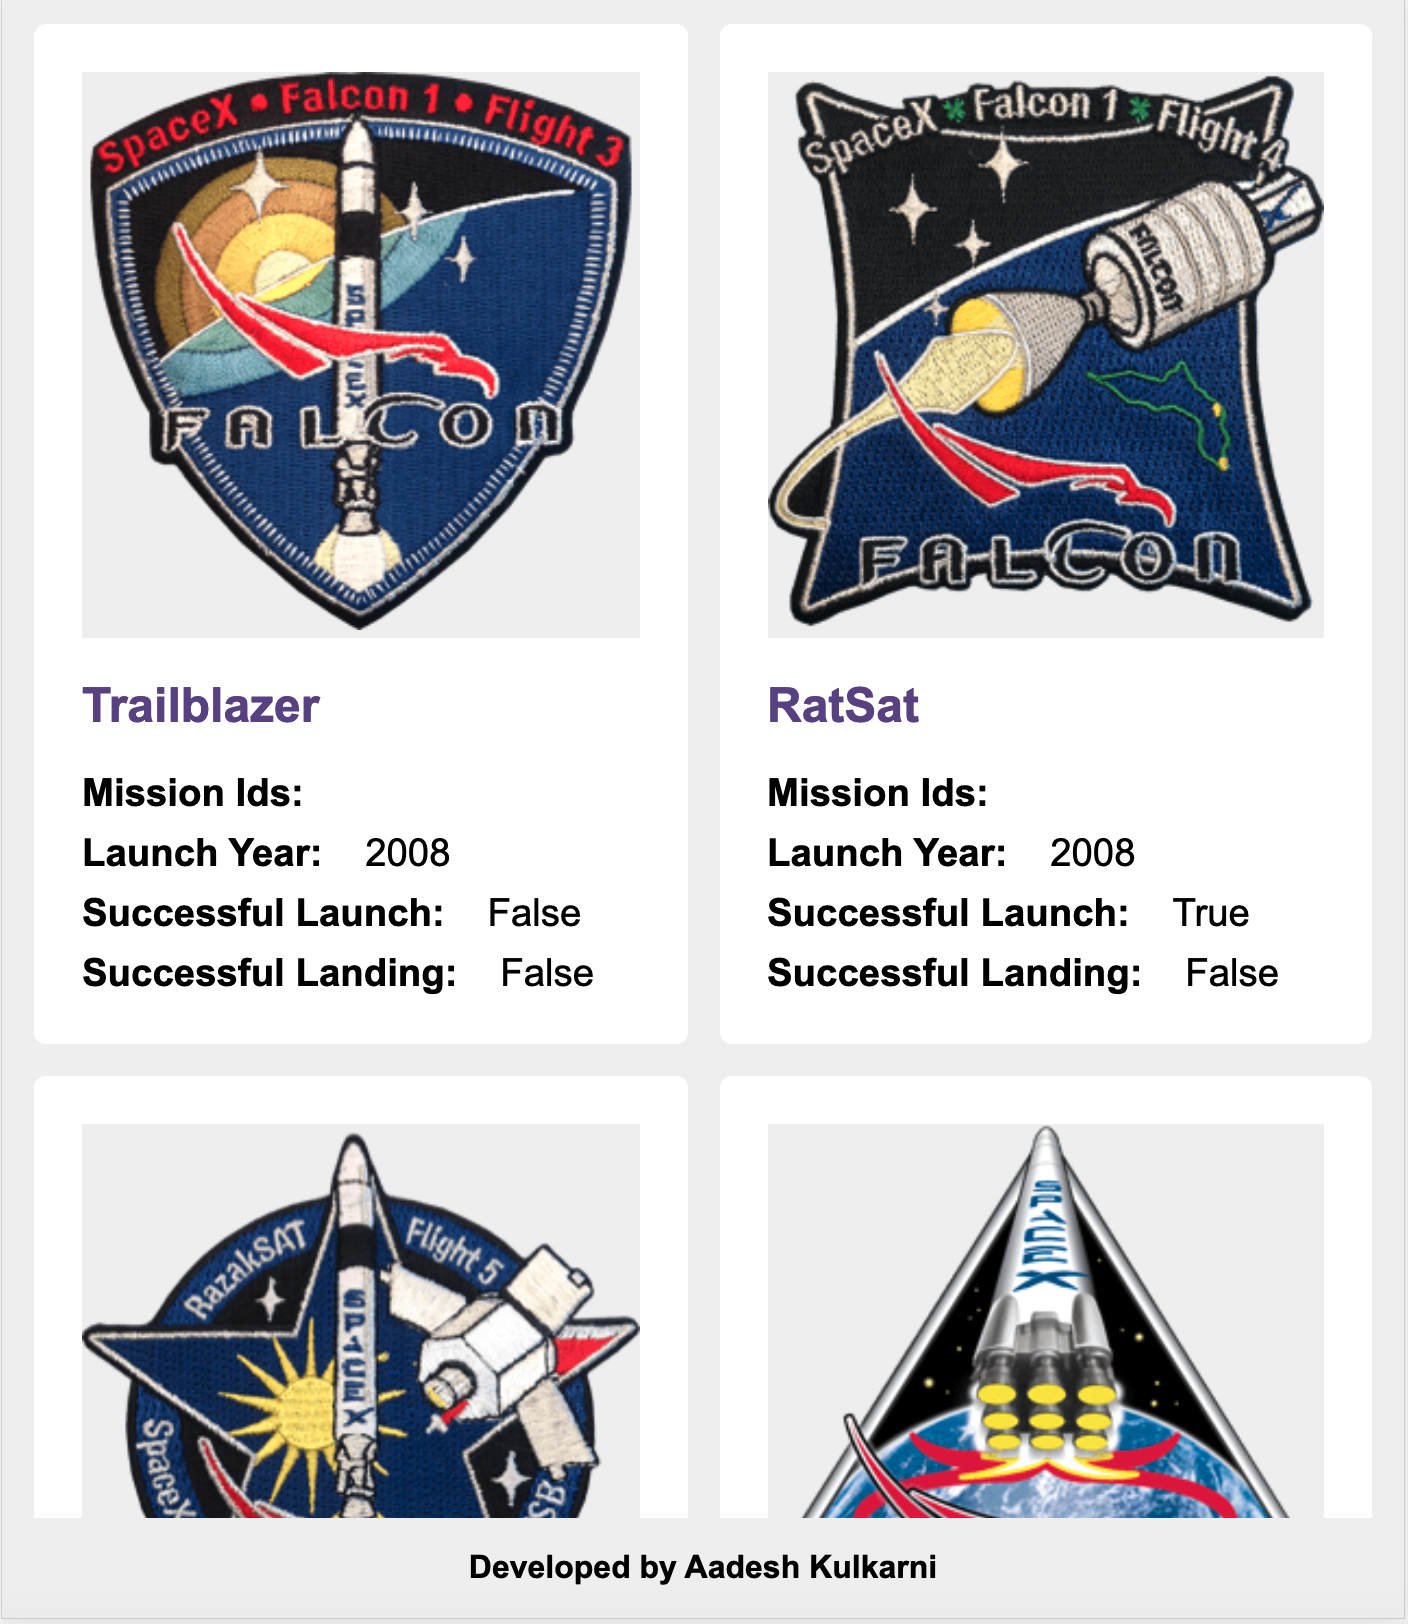 SpaceX • Falcon 1 • Flight 3
SPACEX
FALCON
Trailblazer
Mission Ids:
Launch Year: 2008
Successful Launch: False
Successful Landing: False
SpaceX ☘ Falcon 1 ☘ Flight 4
FALCON
FALCON
RatSat
Mission Ids:
Launch Year: 2008
Successful Launch: True
Successful Landing: False
RazakSAT
Flight 5
SPACEX
SpaceX
SPACEX
Developed by Aadesh Kulkarni